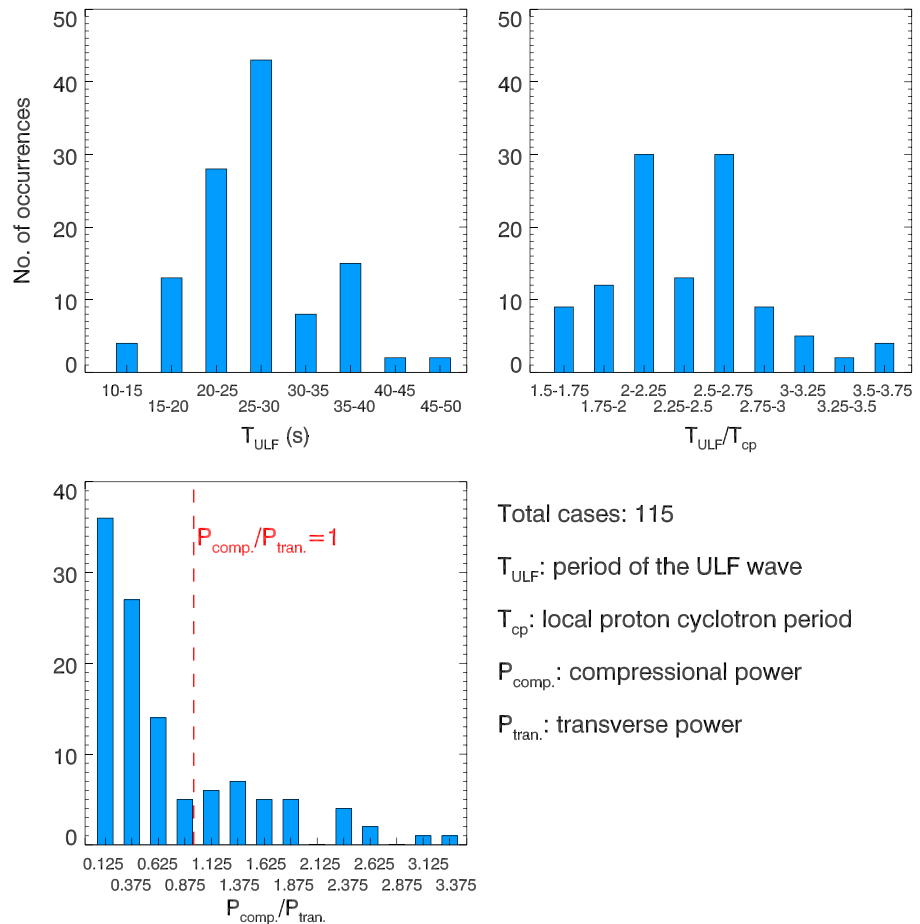 50
40
30
20
10
0
No. of occurrences
10-15 20-25 30-35 40-45
15-20 25-30 35-40 45-50
T_ULF (s)
50
40
30
20
10
0
1.5-1.75 2-2.25 2.5-2.75 3-3.25 3.5-3.75
1.75-2 2.25-2.5 2.75-3 3.25-3.5
T_ULF/T_cp
40
30
20
10
0
P_comp./P_tran.=1
0.125 0.625 1.125 1.625 2.125 2.625 3.125
0.375 0.875 1.375 1.875 2.375 2.875 3.375
P_comp./P_tran.
Total cases: 115
T_ULF: period of the ULF wave
T_cp: local proton cyclotron period
P_comp.: compressional power
P_tran.: transverse power